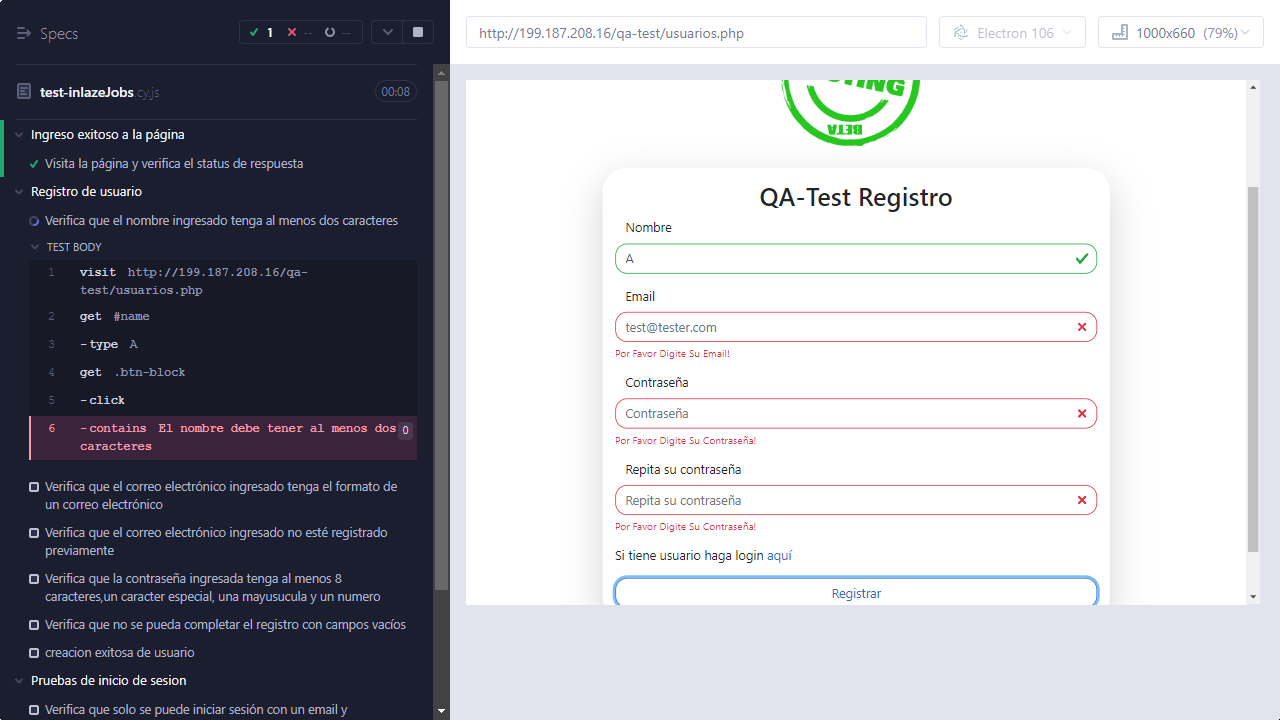 Specs
1
--
--
http://199.187.208.16/qa-test/usuarios.php
Electron 106
1000x660 (79%)
test-inlazeJobs.cy.js
00:08
Ingreso exitoso a la página
Visita la página y verifica el status de respuesta
Registro de usuario
Verifica que el nombre ingresado tenga al menos dos caracteres
TEST BODY
1 visit http://199.187.208.16/qa-
test/usuarios.php
2 get #name
3 -type A
4 get .btn-block
5 -click
6 -contains El nombre debe tener al menos dos 0
caracteres
Verifica que el correo electrónico ingresado tenga el formato de
un correo electrónico
Verifica que el correo electrónico ingresado no esté registrado
previamente
Verifica que la contraseña ingresada tenga al menos 8
caracteres,un caracter especial, una mayusucula y un numero
Verifica que no se pueda completar el registro con campos vacíos
creacion exitosa de usuario
Pruebas de inicio de sesion
Verifica que solo se puede iniciar sesión con un email y
BETA
QA-Test Registro
Nombre
A
Email
test@tester.com
Por Favor Digite Su Email!
Contraseña
Contraseña
Por Favor Digite Su Contraseña!
Repita su contraseña
Repita su contraseña
Por Favor Digite Su Contraseña!
Si tiene usuario haga login aquí
Registrar